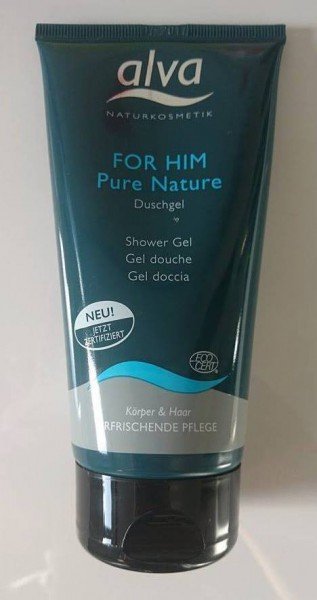 alva
NATURKOSMETIK
FOR HIM
Pure Nature
Duschgel
Shower Gel
Gel douche
Gel doccia
NEU!
JETZT
ZERTIFIZIERT
ECO
CERT
Körper & Haar
RFRISCHENDE PFLEGE